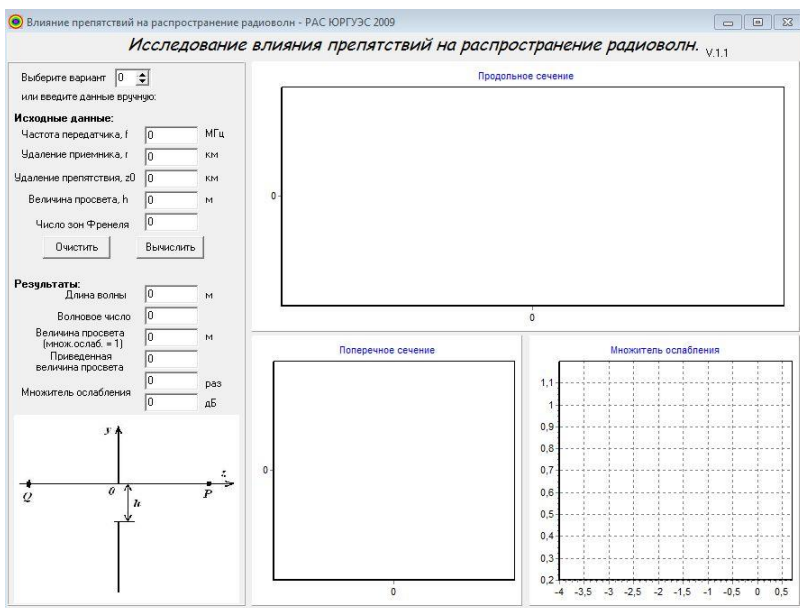 Влияние препятствий на распространение радиоволн - РАС ЮРГУЭС 2009
Исследование влияния препятствий на распространение радиоволн.
V.1.1
Выберите вариант 0
или введите данные вручную:
Исходные данные:
Частота передатчика, f 0 МГц
Удаление приемника, r 0 км
Удаление препятствия, z0 0 км
Величина просвета, h 0 м
Число зон Френеля 0
Очистить Вычислить
Результаты:
Длина волны 0 м
Волновое число 0
Величина просвета
(множ.ослаб. = 1) 0 м
Приведенная
величина просвета 0
Множитель ослабления
0 раз
0 дБ
y
z
Q 0 P
h
Продольное сечение
0
0
Поперечное сечение
0
0
Множитель ослабления
1,1
1
0,9
0,8
0,7
0,6
0,5
0,4
0,3
0,2
-4 -3,5 -3 -2,5 -2 -1,5 -1 -0,5 0 0,5